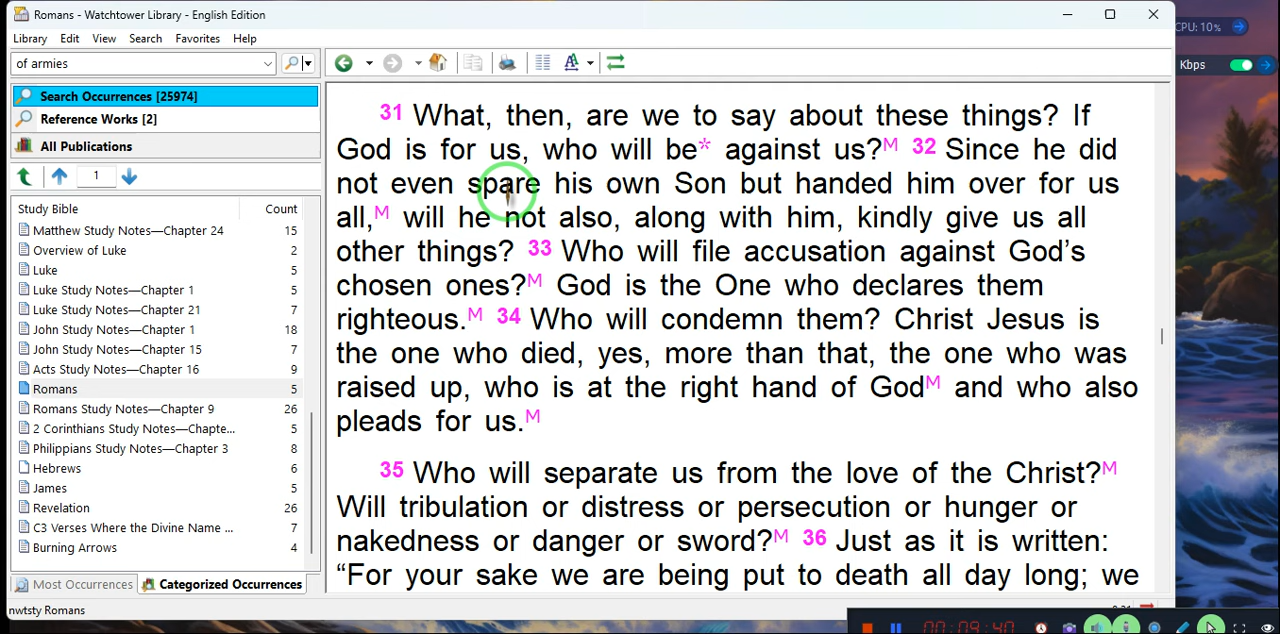 Romans - Watchtower Library - English Edition
CPU: 10%
Library Edit View Search Favorites Help
of armies
Kbps
Search Occurrences [25974]
Reference Works [2]
All Publications
1
Study Bible Count
Matthew Study Notes—Chapter 24 15
Overview of Luke 2
Luke 5
Luke Study Notes—Chapter 1 5
Luke Study Notes—Chapter 21 7
John Study Notes—Chapter 1 18
John Study Notes—Chapter 15 7
Acts Study Notes—Chapter 16 9
Romans 5
Romans Study Notes—Chapter 9 26
2 Corinthians Study Notes—Chapte... 5
Philippians Study Notes—Chapter 3 8
Hebrews 6
James 5
Revelation 26
C3 Verses Where the Divine Name ... 7
Burning Arrows 4
Most Occurrences Categorized Occurrences
nwtsty Romans
31 What, then, are we to say about these things? If
God is for us, who will be* against us?M 32 Since he did
not even spare his own Son but handed him over for us
all,M will he not also, along with him, kindly give us all
other things? 33 Who will file accusation against God’s
chosen ones?M God is the One who declares them
righteous.M 34 Who will condemn them? Christ Jesus is
the one who died, yes, more than that, the one who was
raised up, who is at the right hand of GodM and who also
pleads for us.M
35 Who will separate us from the love of the Christ?M
Will tribulation or distress or persecution or hunger or
nakedness or danger or sword?M 36 Just as it is written:
“For your sake we are being put to death all day long; we
00:09:40